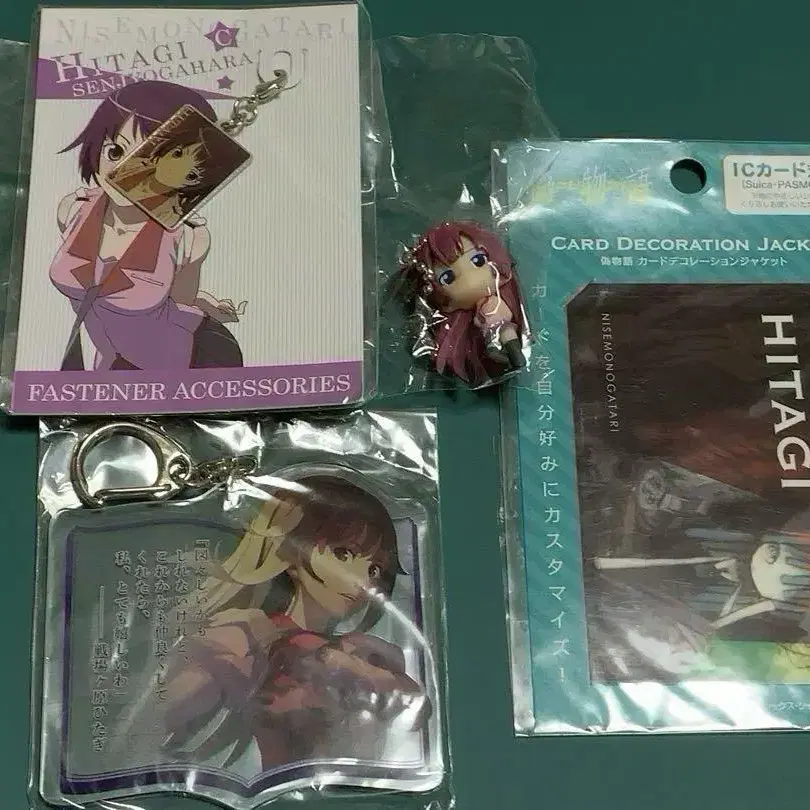 NISEMONOGATARI
HITAGI
C
SENJYOGAHARA
FASTENER ACCESSORIES
しれないけれど、
これからも仲良くして
くれたら、
私、とても嬉しいわ」
戦場ヶ原ひたぎ
物語
ICカード
(Suica・PASM
CARD DECORATION JACK
偽物語 カードデコレーションジャケット
カードを自分好みにカスタマイズ！
NISEMONOGATARI
HITAGI